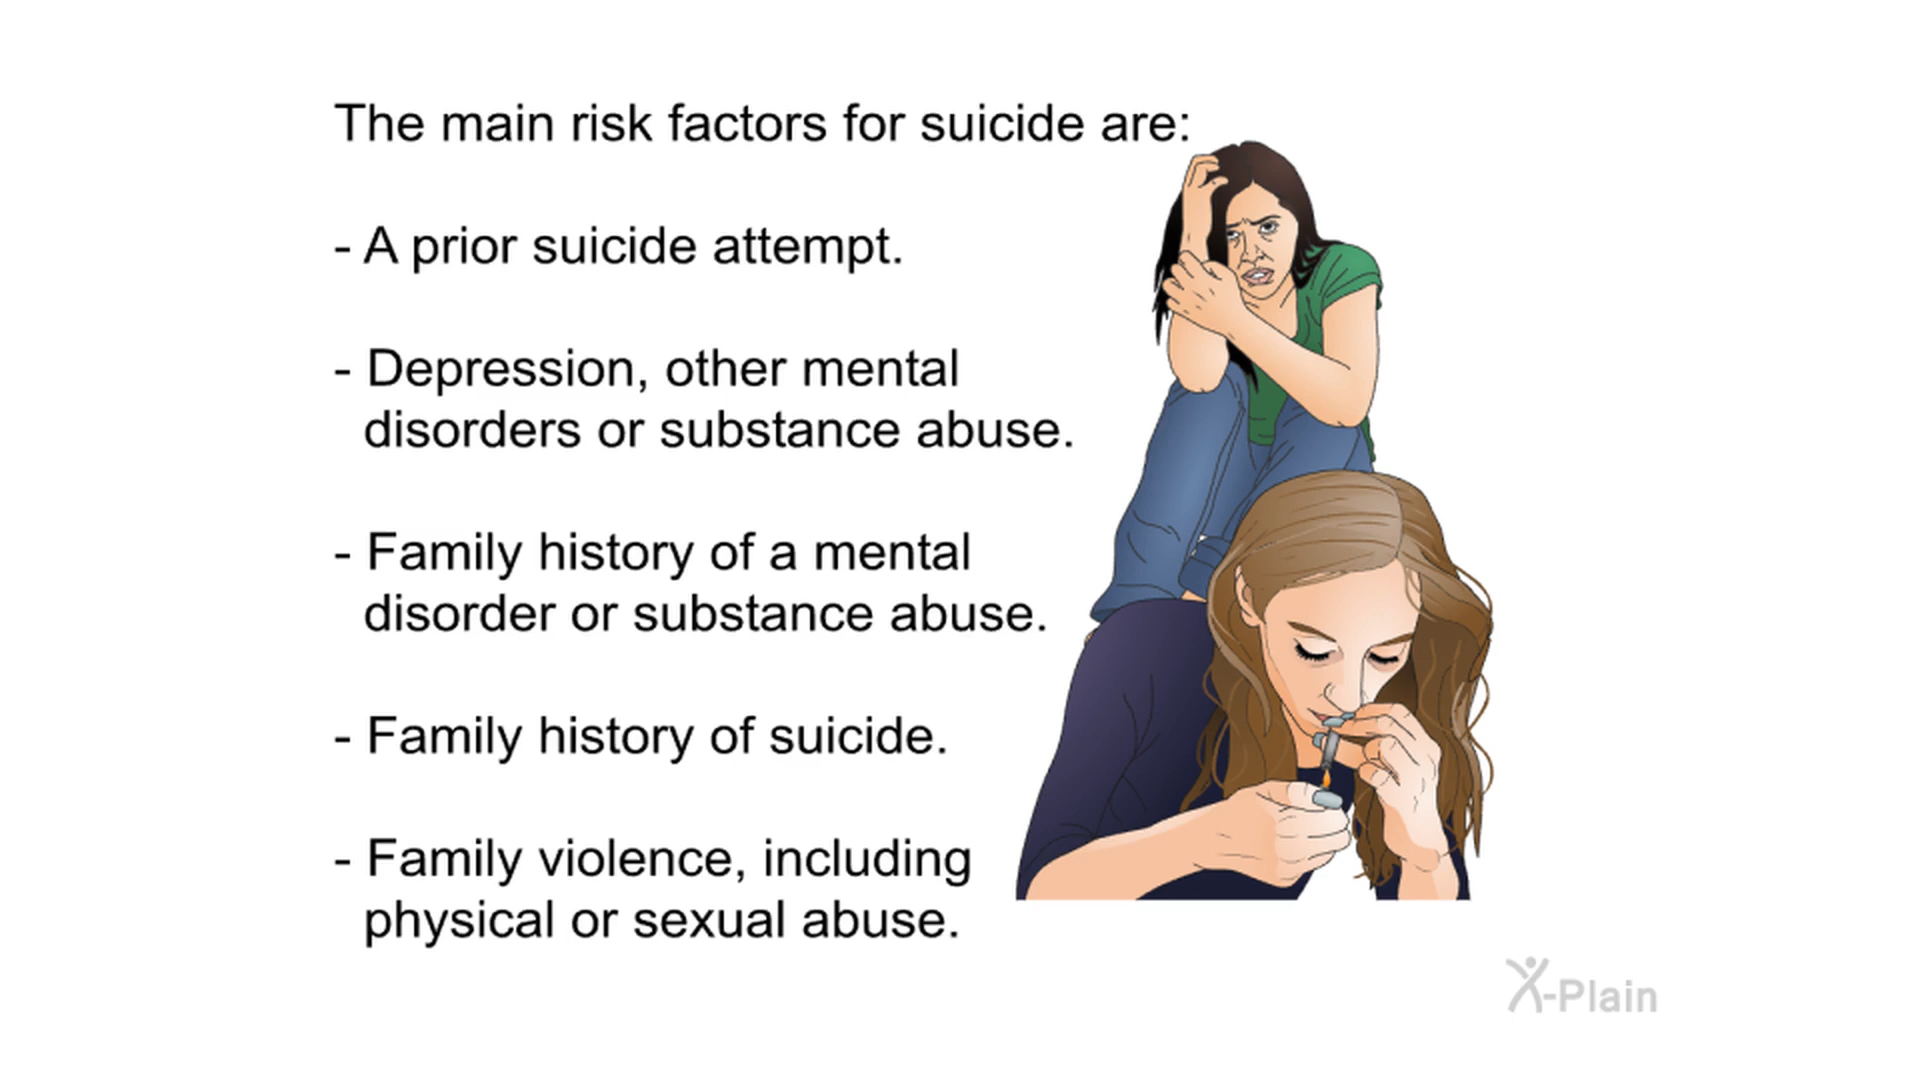 The main risk factors for suicide are:
- A prior suicide attempt.
- Depression, other mental
disorders or substance abuse.
- Family history of a mental
disorder or substance abuse.
- Family history of suicide.
- Family violence, including
physical or sexual abuse.
X-Plain